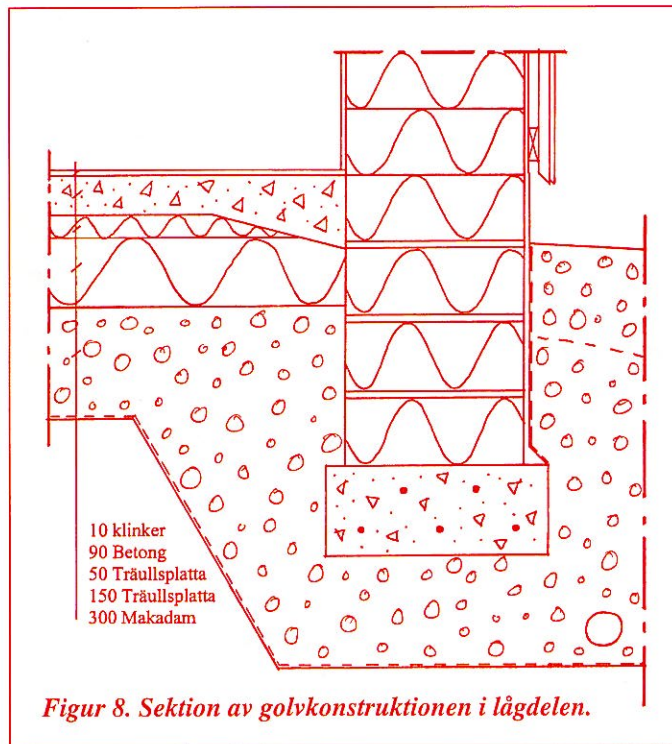 10 klinker
90 Betong
50 Träullsplatta
150 Träullsplatta
300 Makadam
Figur 8. Sektion av golvkonstruktionen i lågdelen.